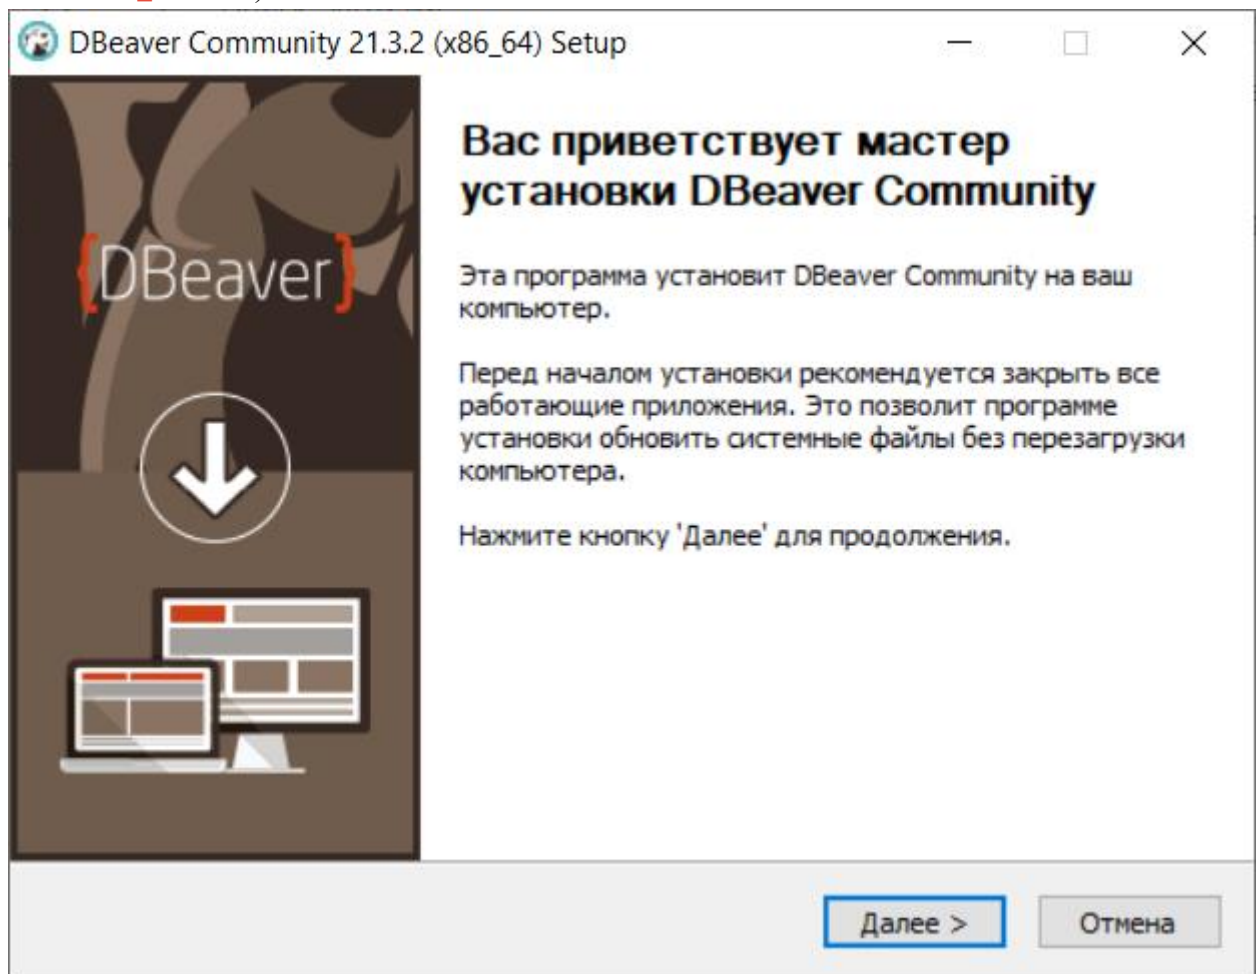 DBeaver Community 21.3.2 (x86_64) Setup
Вас приветствует мастер
установки DBeaver Community
{DBeaver}
Эта программа установит DBeaver Community на ваш
компьютер.
Перед началом установки рекомендуется закрыть все
работающие приложения. Это позволит программе
установки обновить системные файлы без перезагрузки
компьютера.
Нажмите кнопку 'Далее' для продолжения.
Далее >
Отмена